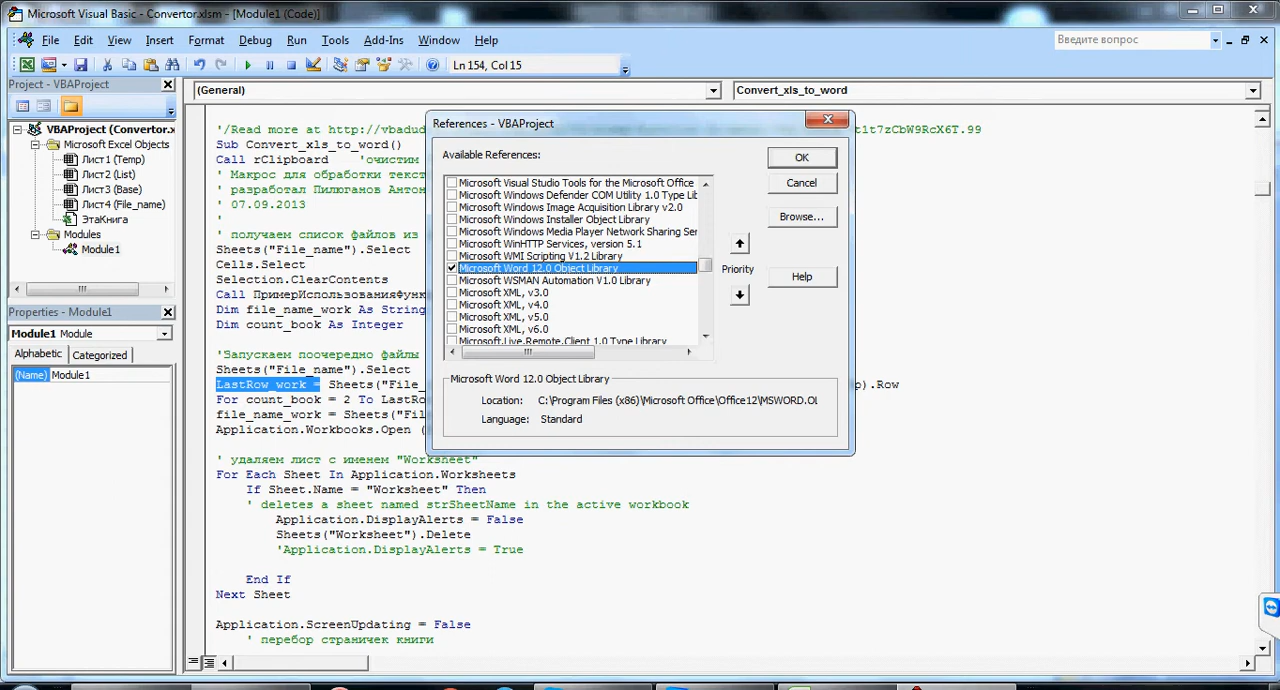 Microsoft Visual Basic - Convertor.xlsm - [Module1 (Code)]
File Edit View Insert Format Debug Run Tools Add-Ins Window Help
Введите вопрос
Ln 154, Col 15
Project - VBAProject
(General)
Convert_xls_to_word
VBAProject (Convertor.x
Microsoft Excel Objects
Лист1 (Temp)
Лист2 (List)
Лист3 (Base)
Лист4 (File_name)
ЭтаКнига
Modules
Module1
Properties - Module1
Module1 Module
Alphabetic Categorized
(Name) Module1
'/Read more at http://vbadud
1t7zCbW9RcX6T.99
Sub Convert_xls_to_word()
Call rClipboard 'очистим
' Макрос для обработки текст
' разработал Пилюганов Антон
' 07.09.2013
'
' получаем список файлов из
Sheets("File_name").Select
Cells.Select
Selection.ClearContents
Call ПримерИспользованияФунк
Dim file_name_work As String
Dim count_book As Integer
'Запускаем поочередно файлы
Sheets("File_name").Select
LastRow_work = Sheets("File_
p).Row
For count_book = 2 To LastRo
file_name_work = Sheets("Fil
Application.Workbooks.Open (
' удаляем лист с именем "Worksheet"
For Each Sheet In Application.Worksheets
If Sheet.Name = "Worksheet" Then
' deletes a sheet named strSheetName in the active workbook
Application.DisplayAlerts = False
Sheets("Worksheet").Delete
'Application.DisplayAlerts = True
End If
Next Sheet
Application.ScreenUpdating = False
' перебор страничек книги
References - VBAProject
Available References:
Microsoft Visual Studio Tools for the Microsoft Office
Microsoft Windows Defender COM Utility 1.0 Type Lib
Microsoft Windows Image Acquisition Library v2.0
Microsoft Windows Installer Object Library
Microsoft Windows Media Player Network Sharing Ser
Microsoft WinHTTP Services, version 5.1
Microsoft WMI Scripting V1.2 Library
Microsoft Word 12.0 Object Library
Microsoft WSMAN Automation V1.0 Library
Microsoft XML, v3.0
Microsoft XML, v4.0
Microsoft XML, v5.0
Microsoft XML, v6.0
Microsoft.Live.Remote.Client 1.0 Type Library
OK
Cancel
Browse...
Priority
Help
Microsoft Word 12.0 Object Library
Location: C:\Program Files (x86)\Microsoft Office\Office12\MSWORD.OL
Language: Standard